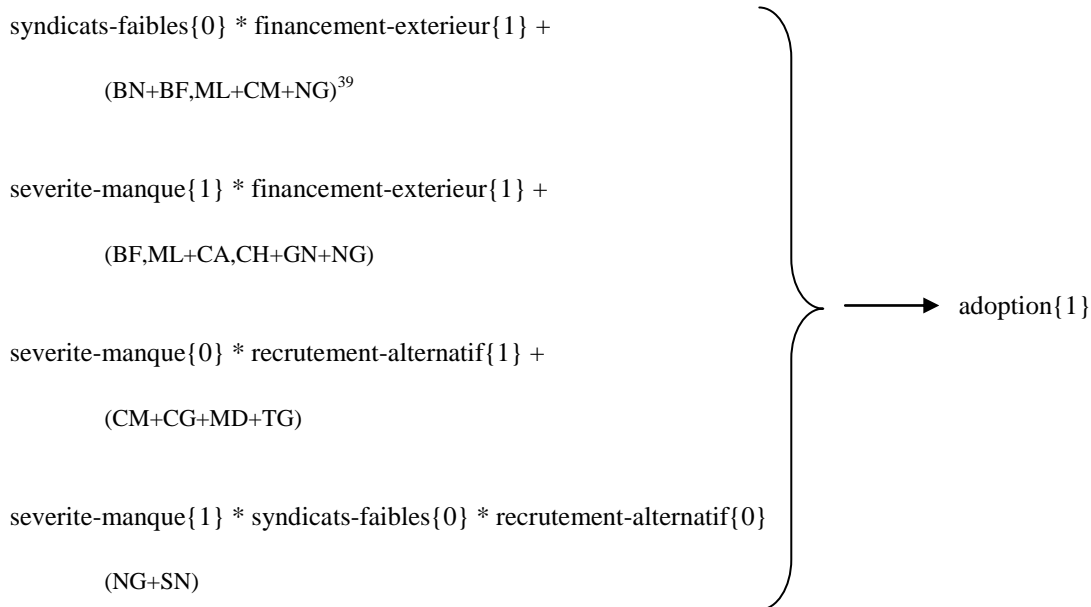 syndicats-faibles{0} * financement-exterieur{1} +
(BN+BF,ML+CM+NG)39
severite-manque{1} * financement-exterieur{1} +
(BF,ML+CA,CH+GN+NG)
adoption{1}
severite-manque{0} * recrutement-alternatif{1} +
(CM+CG+MD+TG)
severite-manque{1} * syndicats-faibles{0} * recrutement-alternatif{0}
(NG+SN)